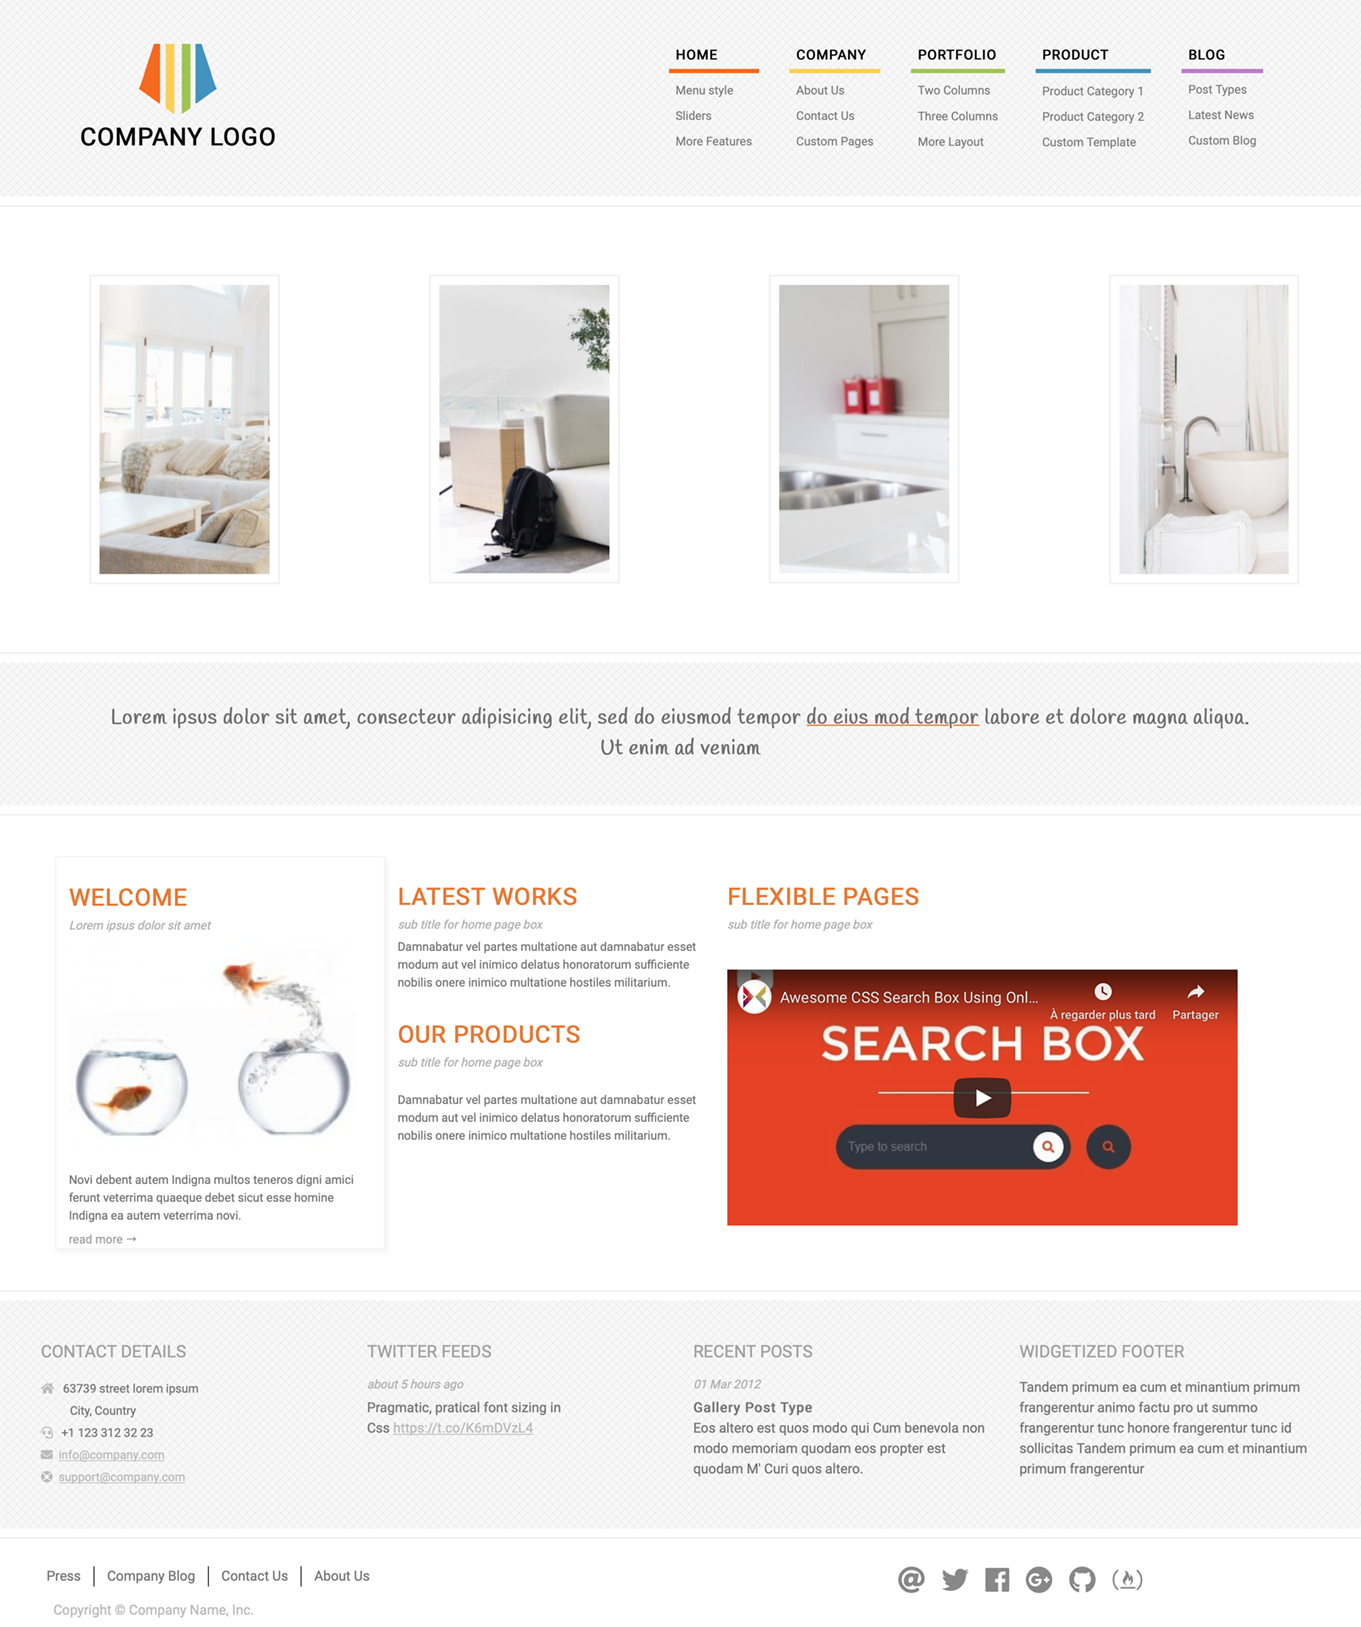 COMPANY LOGO
HOME
Menu style
Sliders
More Features
COMPANY
About Us
Contact Us
Custom Pages
PORTFOLIO
Two Columns
Three Columns
More Layout
PRODUCT
Product Category 1
Product Category 2
Custom Template
BLOG
Post Types
Latest News
Custom Blog
Lorem ipsus dolor sit amet, consecteur adipisicing elit, sed do eiusmod tempor do eius mod tempor labore et dolore magna aliqua.
Ut enim ad veniam
WELCOME
Lorem ipsus dolor sit amet
Novi debent autem Indigna multos teneros digni amici
ferunt veterrima quaeque debet sicut esse homine
Indigna ea autem veterrima novi.
read more →
LATEST WORKS
sub title for home page box
Damnabatur vel partes multatione aut damnabatur esset
modum aut vel inimico delatus honoratorum sufficiente
nobilis onere inimico multatione hostiles militarium.
OUR PRODUCTS
sub title for home page box
Damnabatur vel partes multatione aut damnabatur esset
modum aut vel inimico delatus honoratorum sufficiente
nobilis onere inimico multatione hostiles militarium.
FLEXIBLE PAGES
sub title for home page box
Awesome CSS Search Box Using Onl...
À regarder plus tard
Partager
SEARCH BOX
Type to search
CONTACT DETAILS
63739 street lorem ipsum
City, Country
+1 123 312 32 23
info@company.com
support@company.com
TWITTER FEEDS
about 5 hours ago
Pragmatic, pratical font sizing in
Css https://t.co/K6mDVzL4
RECENT POSTS
01 Mar 2012
Gallery Post Type
Eos altero est quos modo qui Cum benevola non
modo memoriam quodam eos propter est
quodam M' Curi quos altero.
WIDGETIZED FOOTER
Tandem primum ea cum et minantium primum
frangerentur animo factu pro ut summo
frangerentur tunc honore frangerentur tunc id
sollicitas Tandem primum ea cum et minantium
primum frangerentur
Press
Company Blog
Contact Us
About Us
Copyright © Company Name, Inc.